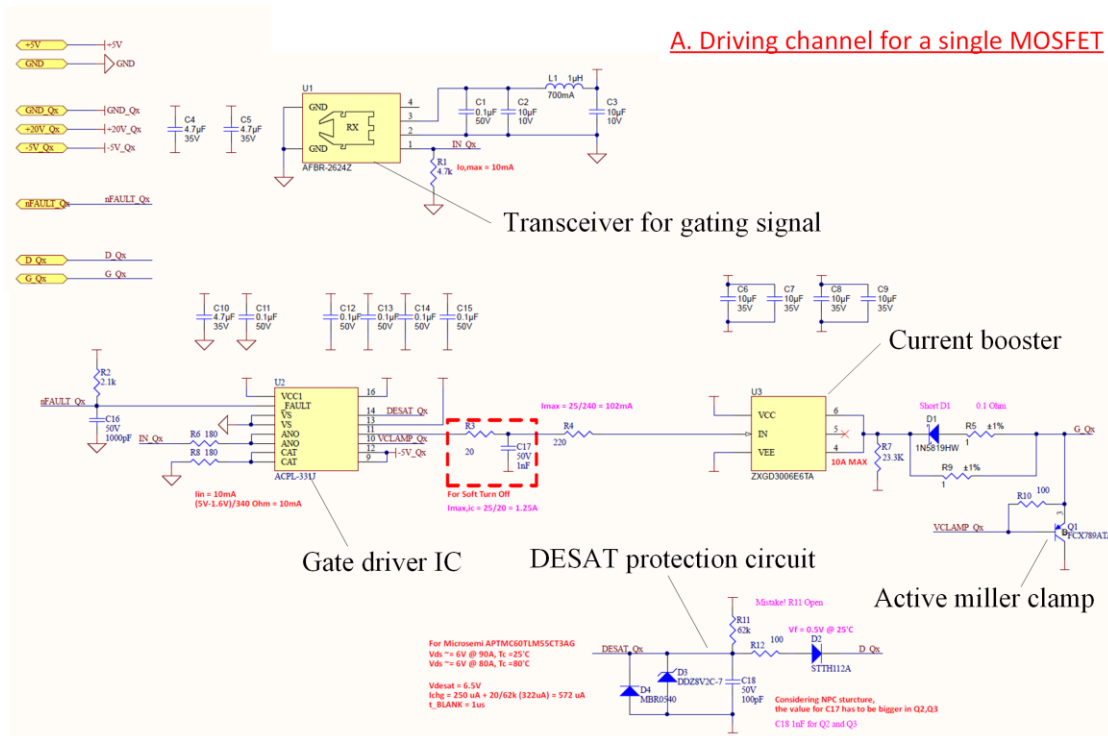 A. Driving channel for a single MOSFET
+5V
+5V
GND
GND
GND_Qx
GND_Qx
+20V_Qx
+20V_Qx
-5V_Qx
-5V_Qx
nFAULT_Qx
nFAULT_Qx
D_Qx
D_Qx
G_Qx
G_Qx
C4
4.7µF
35V
C5
4.7µF
35V
U1
GND
GND
RX
4
3
2
1
AFBR-2624Z
C1
0.1µF
50V
C2
10µF
10V
L1 1µH
700mA
C3
10µF
10V
IN_Qx
R1
4.7k
Io,max = 10mA
Transceiver for gating signal
C10
4.7µF
35V
C11
0.1µF
50V
C12
0.1µF
50V
C13
0.1µF
50V
C14
0.1µF
50V
C15
0.1µF
50V
C6
10µF
35V
C7
10µF
35V
C8
10µF
35V
C9
10µF
35V
Current booster
R2
2.1k
nFAULT_Qx
C16
50V
1000pF
IN_Qx
R6 180
R8 180
U2
VCC1
FAULT
VS
VS
ANO
ANO
CAT
CAT
16
14
13
11
10
12
9
ACPL-331J
DESAT_Qx
VCLAMP_Qx
-5V_Qx
Iin = 10mA
(5V-1.6V)/340 Ohm = 10mA
Gate driver IC
R3
20
C17
50V
1nF
For Soft Turn Off
Imax,ic = 25/20 = 1.25A
Imax = 25/240 = 102mA
R4
220
U3
VCC
IN
VEE
6
5
4
ZXGD3006E6TA
10A MAX
R7
23.3K
Short D1
0.1 Ohm
D1
1N5819HW
R5 ±1%
1
R9 ±1%
1
G_Qx
R10 100
VCLAMP_Qx
3
Q1
FCX789ATA
Active miller clamp
DESAT protection circuit
Mistake! R11 Open
R11
62k
Vf = 0.5V @ 25'C
R12 100
D2
STTH112A
D_Qx
DESAT_Qx
D3
DDZ8V2C-7
D4
MBR0540
C18
50V
100pF
For Microsemi APTMC60TLM55CT3AG
Vds ~= 6V @ 90A, Tc =25'C
Vds ~= 6V @ 80A, Tc =80'C
Vdesat = 6.5V
Ichg = 250 uA + 20/62k (322uA) = 572 uA
t_BLANK = 1us
Considering NPC sturcture,
the value for C17 has to be bigger in Q2,Q3
C18 1nF for Q2 and Q3